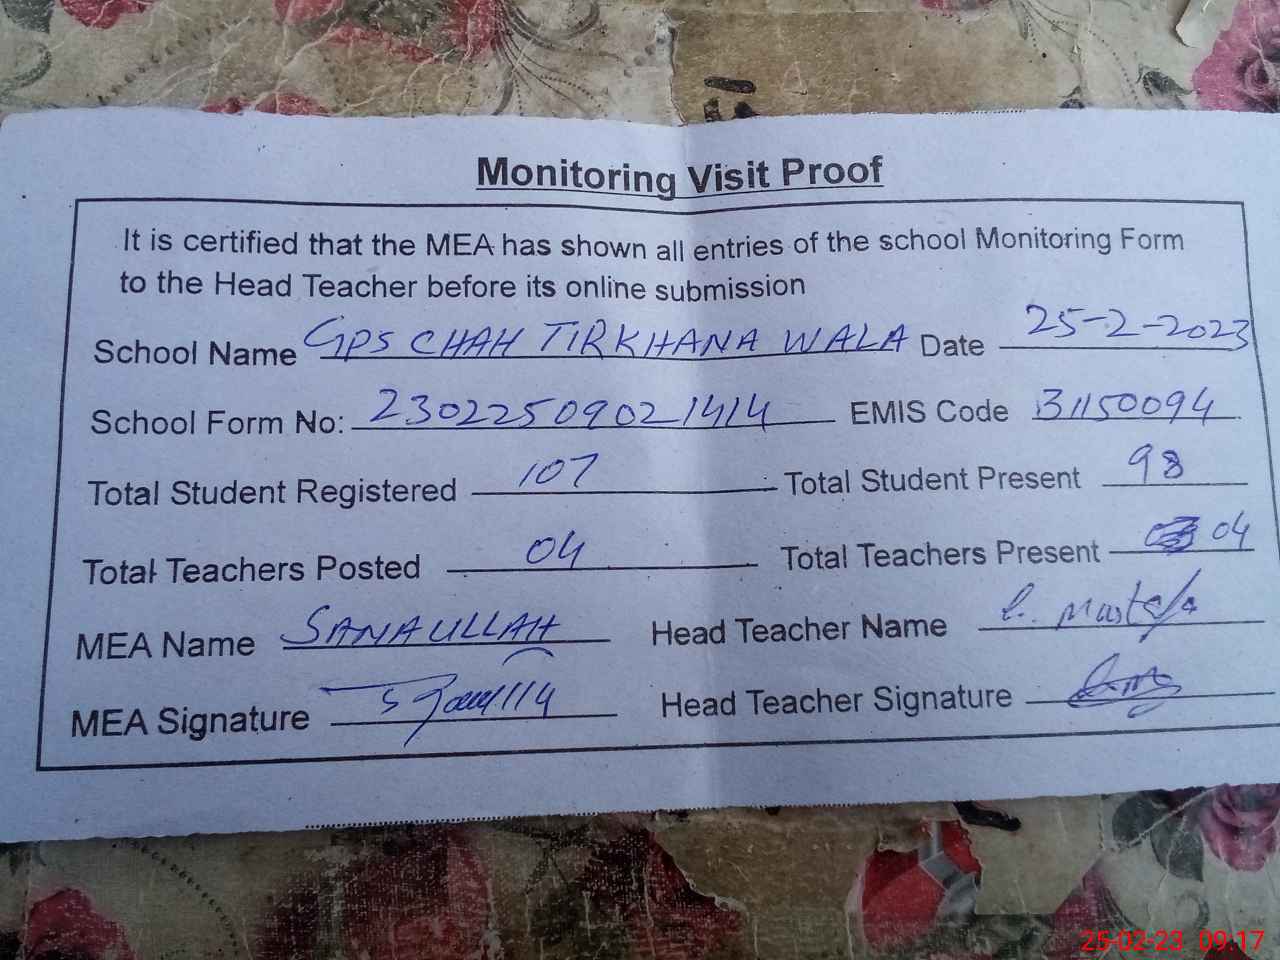 Monitoring Visit Proof
It is certified that the MEA has shown all entries of the school Monitoring Form
to the Head Teacher before its online submission
School Name GPS CHAH TIRKHANA WALA Date 25-2-2023
School Form No: 23022509021414 EMIS Code 31150094
Total Student Registered 107 Total Student Present 98
Total Teachers Posted 04 Total Teachers Present 04
MEA Name SANAULLAH Head Teacher Name Mustafa
MEA Signature Head Teacher Signature
25-02-23 09:17